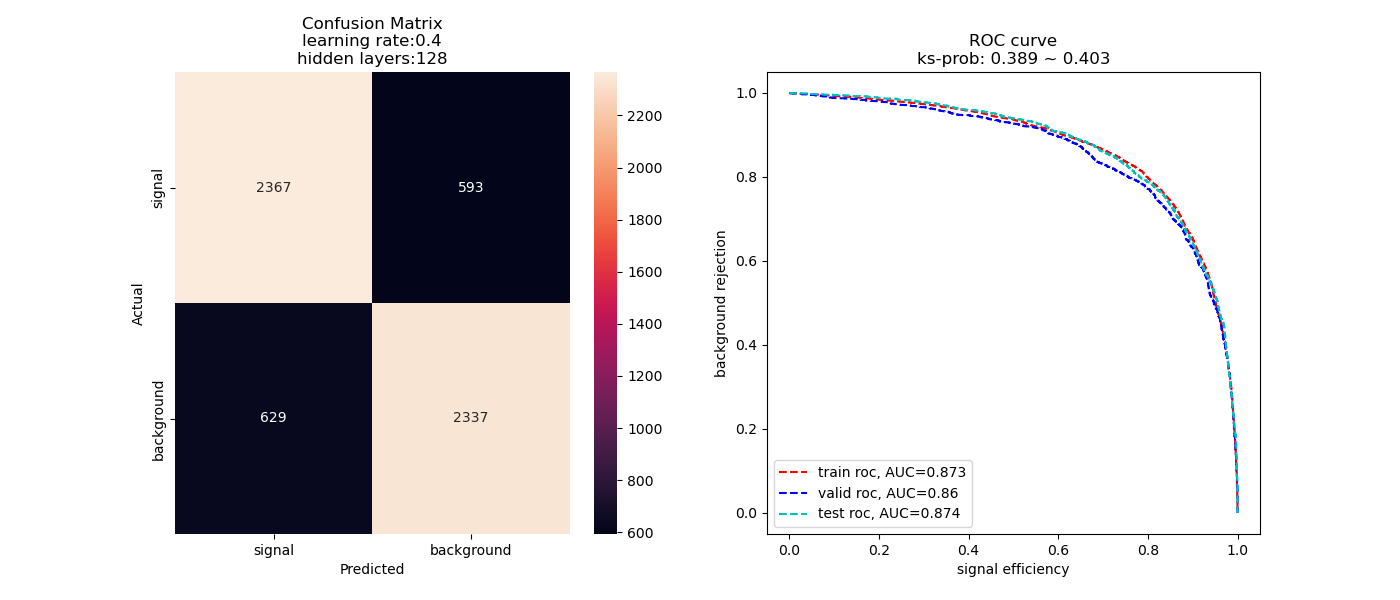 Confusion Matrix
learning rate:0.4
hidden layers:128
signal
background
Actual
2367
593
629
2337
signal
background
Predicted
2200
2000
1800
1600
1400
1200
1000
800
600
ROC curve
ks-prob: 0.389 ~ 0.403
background rejection
1.0
0.8
0.6
0.4
0.2
0.0
train roc, AUC=0.873
valid roc, AUC=0.86
test roc, AUC=0.874
0.0
0.2
0.4
0.6
0.8
1.0
signal efficiency